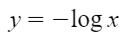 y = −log x